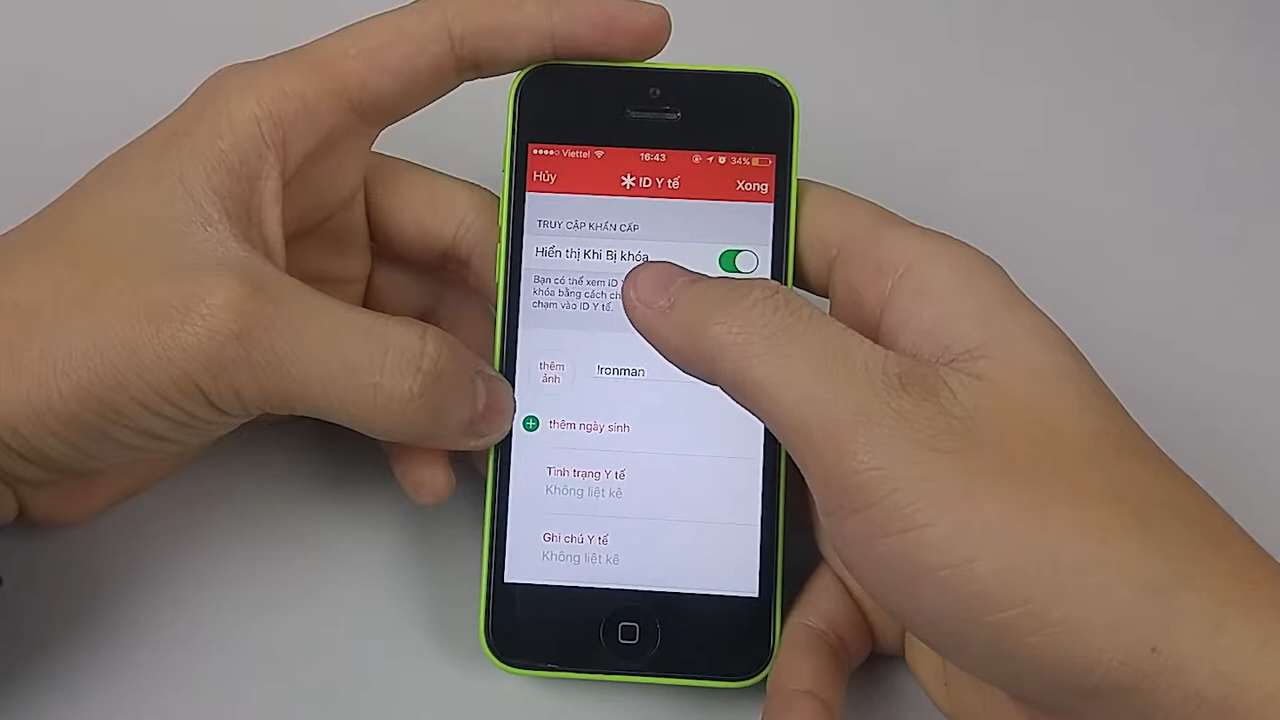 Viettel 16:43 34%
Hủy ID Y tế Xong
TRUY CẬP KHẨN CẤP
Hiển thị Khi Bị khóa
Bạn có thể xem ID
khóa bằng cách
chạm vào ID Y tế.
thêm
ảnh
Ironman
thêm ngày sinh
Tình trạng Y tế
Không liệt kê
Ghi chú Y tế
Không liệt kê